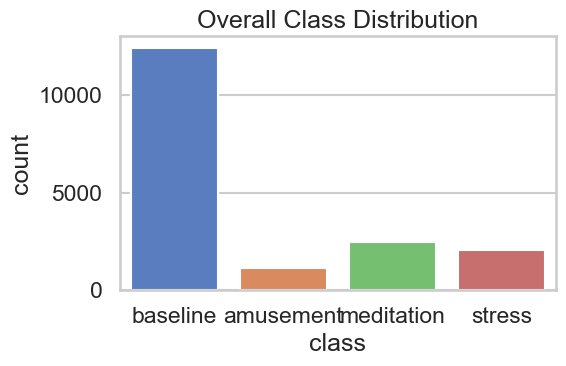 Overall Class Distribution
10000
5000
0
count
baseline amusement meditation stress
class